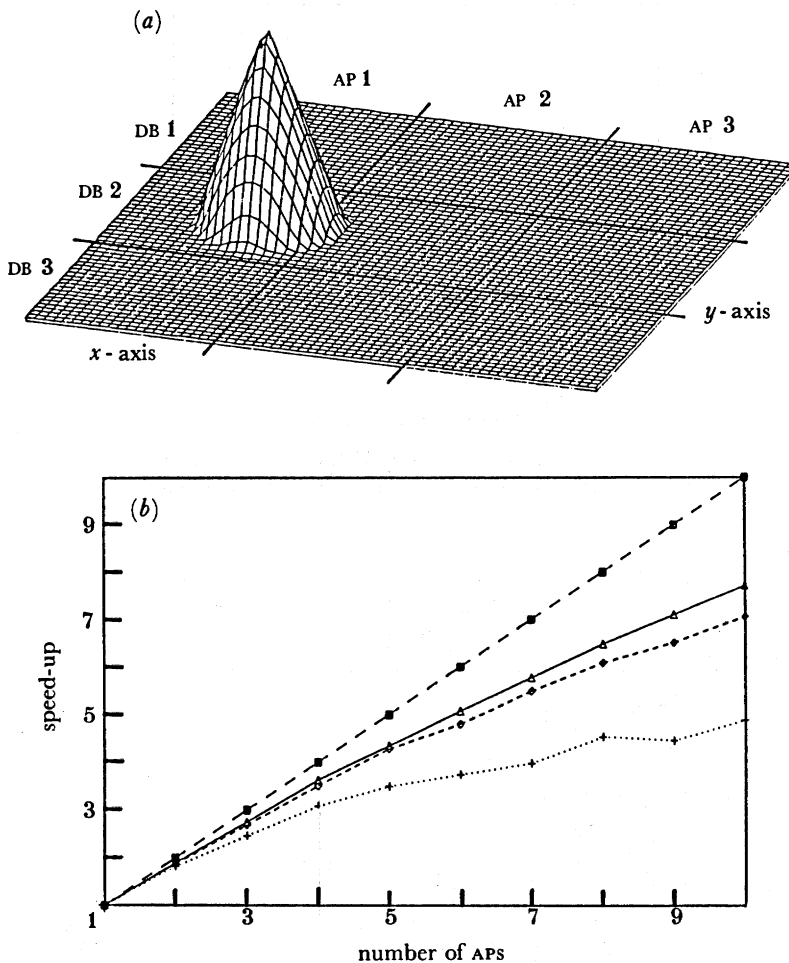 (a)
AP 1
AP 2
AP 3
DB 1
DB 2
DB 3
x - axis
y - axis
(b)
9
7
5
3
1
speed-up
3
5
7
9
number of APs